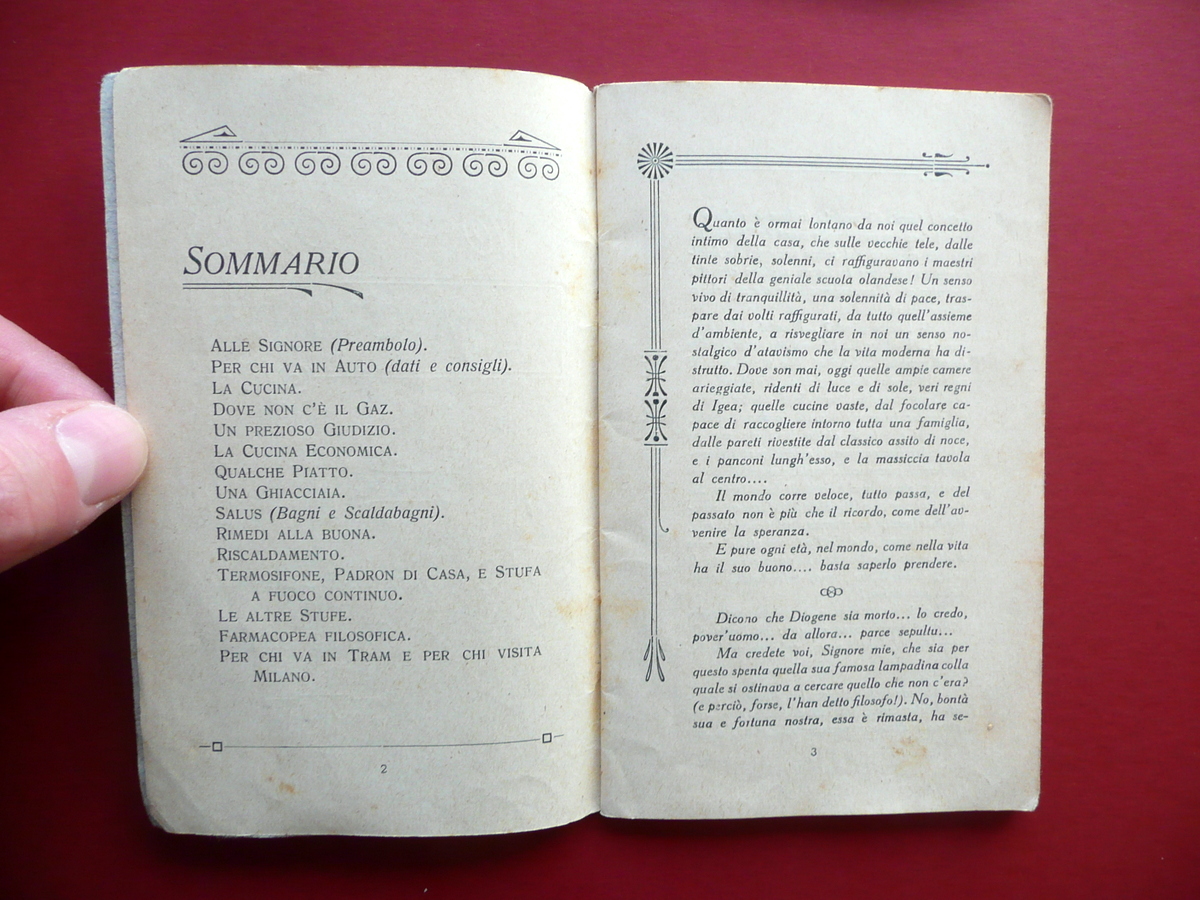 SOMMARIO
ALLE SIGNORE (Preambolo).
PER CHI VA IN AUTO (dati e consigli).
LA CUCINA.
DOVE NON C'È IL GAZ.
UN PREZIOSO GIUDIZIO.
LA CUCINA ECONOMICA.
QUALCHE PIATTO.
UNA GHIACCIAIA.
SALUS (Bagni e Scaldabagni).
RIMEDI ALLA BUONA.
RISCALDAMENTO.
TERMOSIFONE, PADRON DI CASA, E STUFA
A FUOCO CONTINUO.
LE ALTRE STUFE.
FARMACOPEA FILOSOFICA.
PER CHI VA IN TRAM E PER CHI VISITA
MILANO.
2
Quanto è ormai lontano da noi quel concetto
intimo della casa, che sulle vecchie tele, dalle
tinte sobrie, solenni, ci raffiguravano i maestri
pittori della geniale scuola olandese! Un senso
vivo di tranquillità, una solennità di pace, tras-
pare dai volti raffigurati, da tutto quell'assieme
d'ambiente, a risvegliare in noi un senso no-
stalgico d'atavismo che la vita moderna ha di-
strutto. Dove son mai, oggi quelle ampie camere
arieggiate, ridenti di luce e di sole, veri regni
di Igea; quelle cucine vaste, dal focolare ca-
pace di raccogliere intorno tutta una famiglia,
dalle pareti rivestite dal classico assito di noce,
e i panconi lungh'esso, e la massiccia tavola
al centro....
Il mondo corre veloce, tutto passa, e del
passato non è più che il ricordo, come dell'av-
venire la speranza.
E pure ogni età, nel mondo, come nella vita
ha il suo buono.... basta saperlo prendere.
Dicono che Diogene sia morto... lo credo,
pover'uomo... da allora... parce sepultu...
Ma credete voi, Signore mie, che sia per
questo spenta quella sua famosa lampadina colla
quale si ostinava a cercare quello che non c'era?
(e perciò, forse, l'han detto filosofo!). No, bontà
sua e fortuna nostra, essa è rimasta, ha se-
3